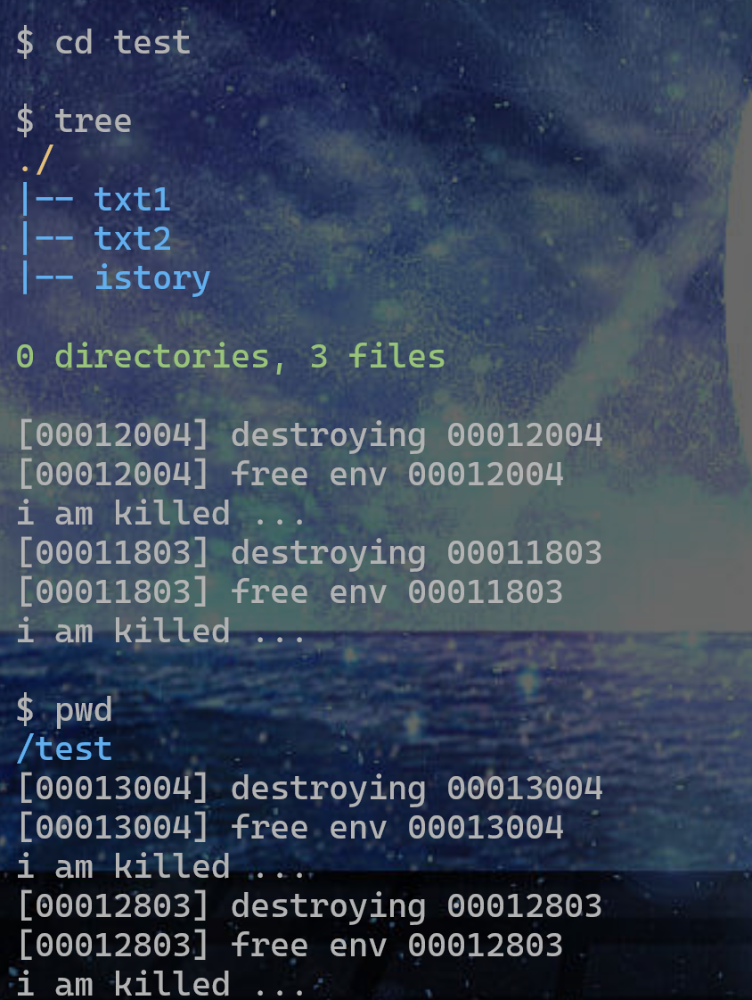 $ cd test
$ tree
./
|-- txt1
|-- txt2
|-- istory
0 directories, 3 files
[00012004] destroying 00012004
[00012004] free env 00012004
i am killed ...
[00011803] destroying 00011803
[00011803] free env 00011803
i am killed ...
$ pwd
/test
[00013004] destroying 00013004
[00013004] free env 00013004
i am killed ...
[00012803] destroying 00012803
[00012803] free env 00012803
i am killed ...